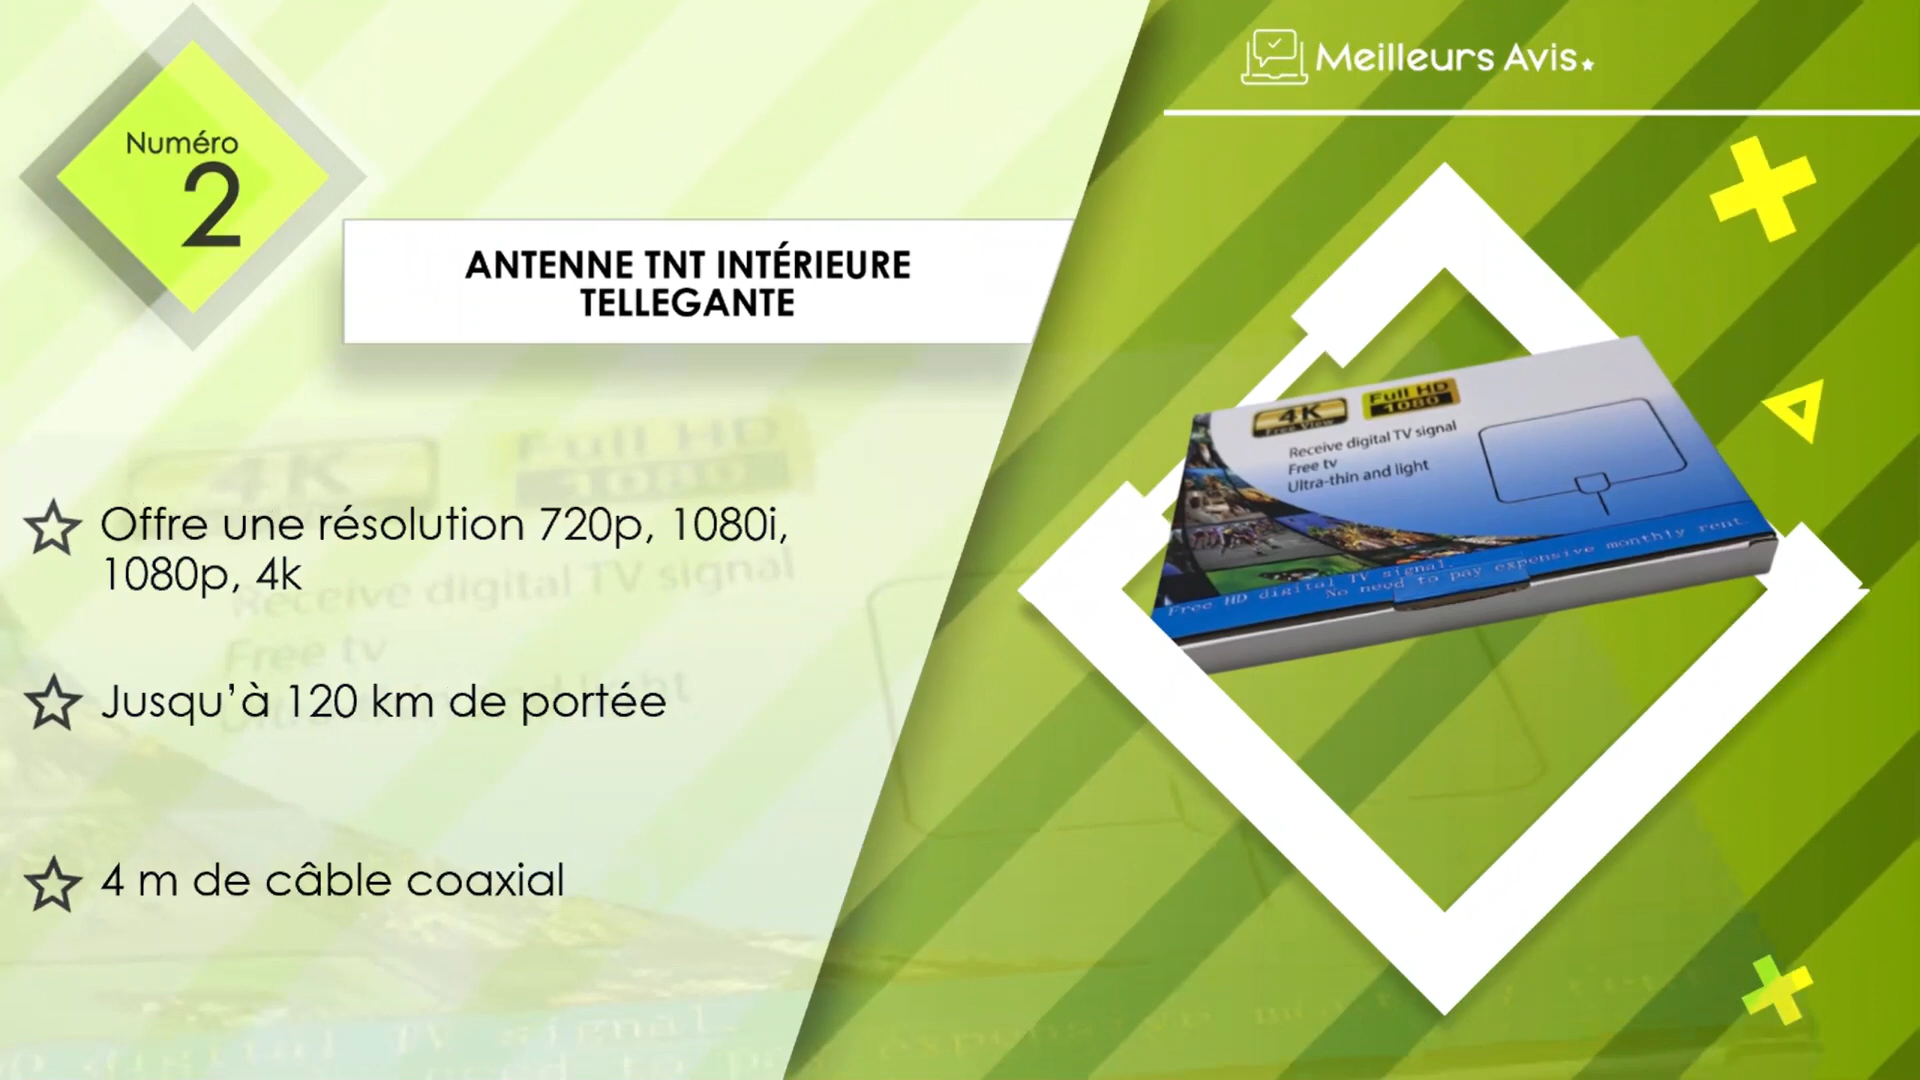 Numéro
2
Meilleurs Avis
ANTENNE TNT INTÉRIEURE
TELLEGANTE
Offre une résolution 720p, 1080i,
1080p, 4k
Jusqu'à 120 km de portée
4 m de câble coaxial
4K
Free View
Full HD
1080
Receive digital TV signal
Free tv
Ultra-thin and light
Free HD digital TV signal.
No need to pay expensive monthly rent.